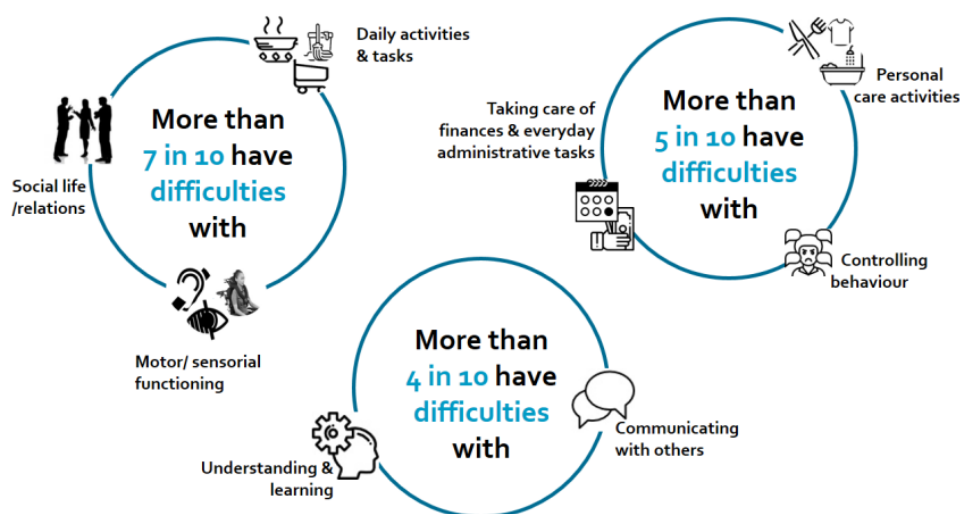 Daily activities
& tasks
More than
7 in 10 have
difficulties
with
Social life
/relations
Motor/ sensorial
functioning
Personal
care activities
Taking care of
finances & everyday
administrative tasks
More than
5 in 10 have
difficulties
with
Controlling
behaviour
More than
4 in 10 have
difficulties
with
Communicating
with others
Understanding &
learning